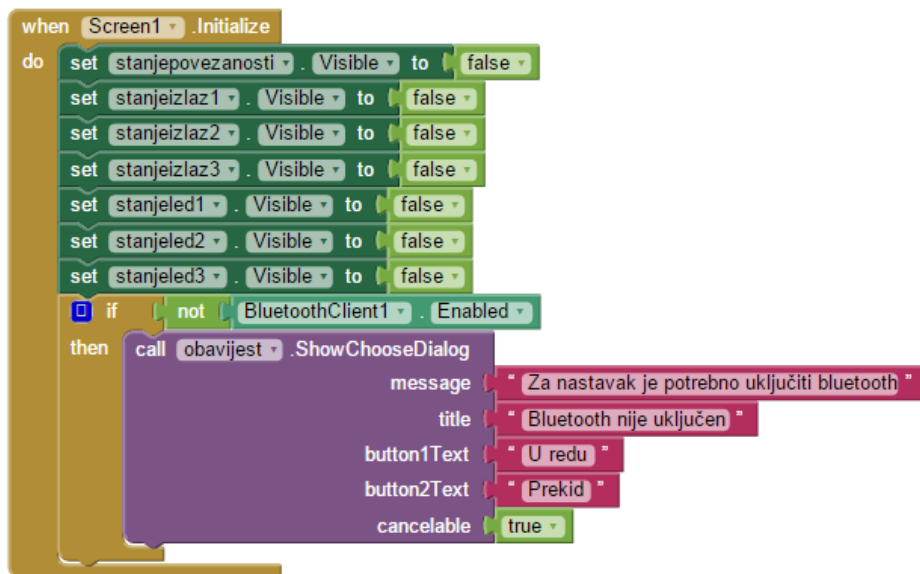 when Screen1 .Initialize
do set stanjepovezanosti . Visible to false
set stanjeizlaz1 . Visible to false
set stanjeizlaz2 . Visible to false
set stanjeizlaz3 . Visible to false
set stanjeled1 . Visible to false
set stanjeled2 . Visible to false
set stanjeled3 . Visible to false
if not BluetoothClient1 . Enabled
then call obavijest .ShowChooseDialog
message " Za nastavak je potrebno uključiti bluetooth "
title " Bluetooth nije uključen "
button1Text " U redu "
button2Text " Prekid "
cancelable true